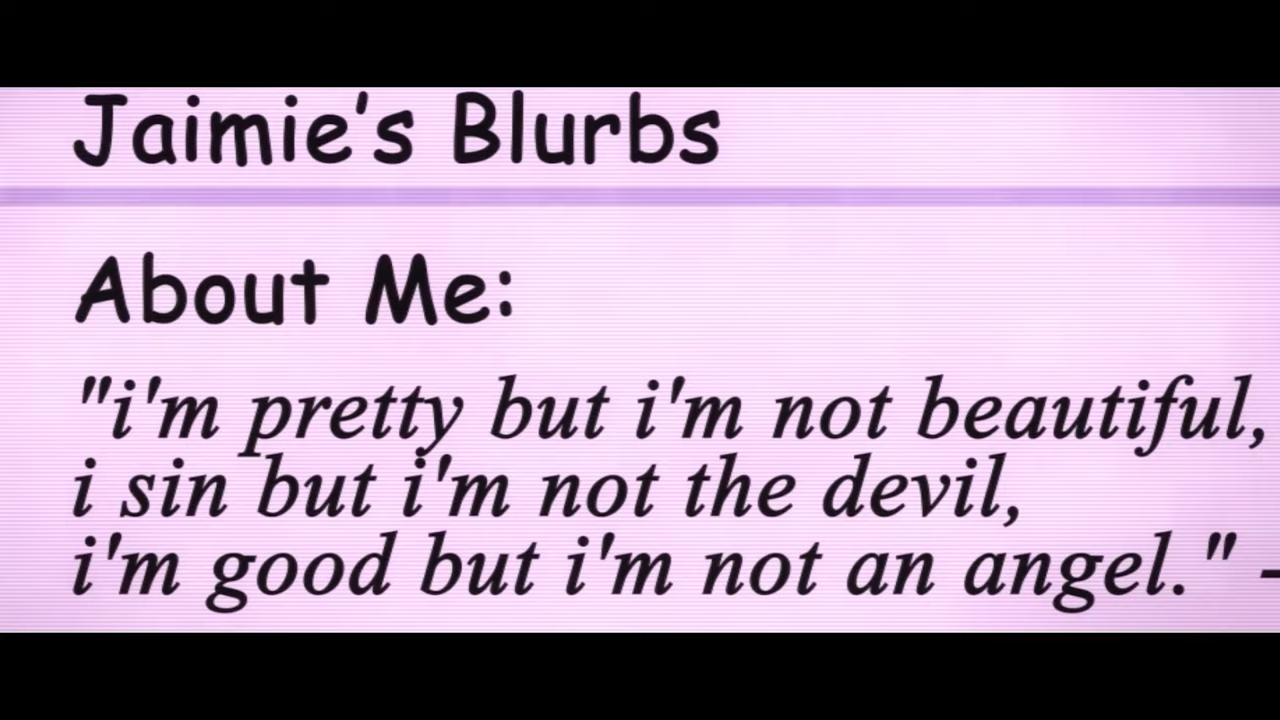 Jaimie's Blurbs
About Me:
"i'm pretty but i'm not beautiful,
i sin but i'm not the devil,
i'm good but i'm not an angel." -